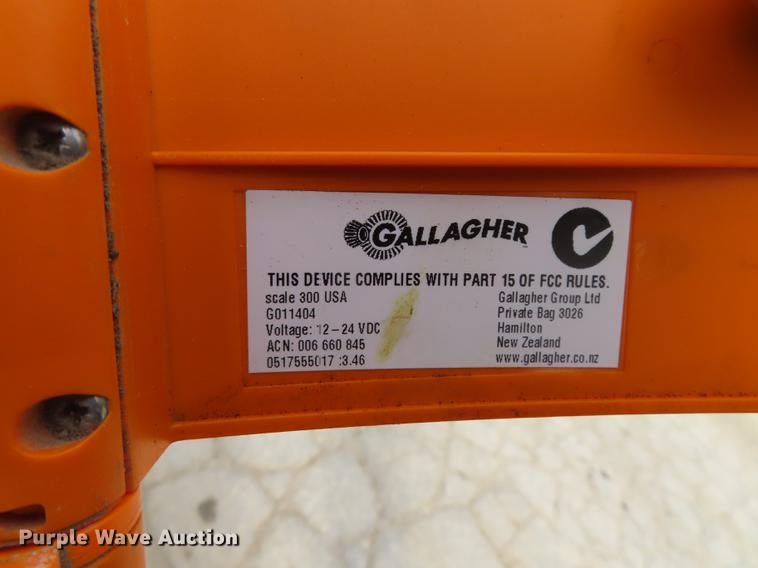 GALLAGHER
THIS DEVICE COMPLIES WITH PART 15 OF FCC RULES.
scale 300 USA
G011404
Voltage: 12–24 VDC
ACN: 006 660 845
0517555017 :3.46
Gallagher Group Ltd
Private Bag 3026
Hamilton
New Zealand
www.gallagher.co.nz
Purple Wave Auction